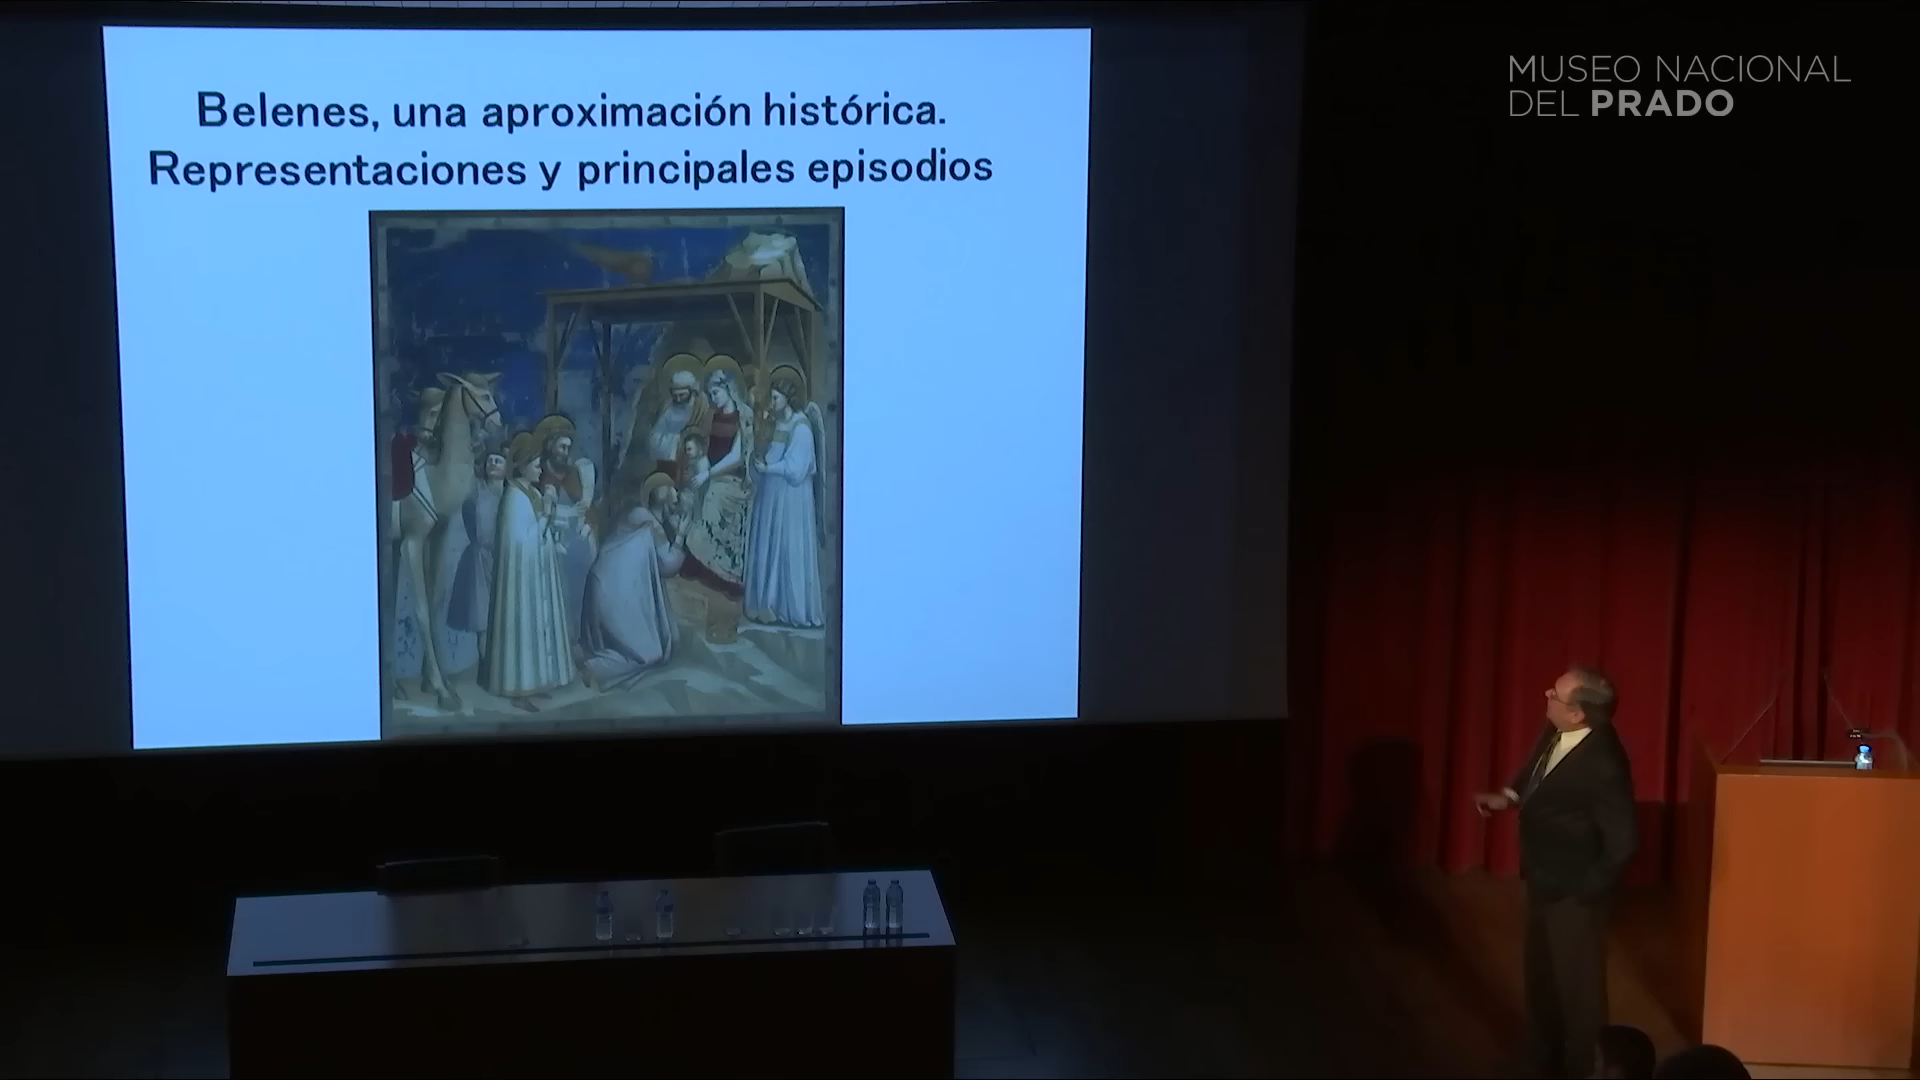 Belenes, una aproximación histórica.
Representaciones y principales episodios
MUSEO NACIONAL
DEL PRADO